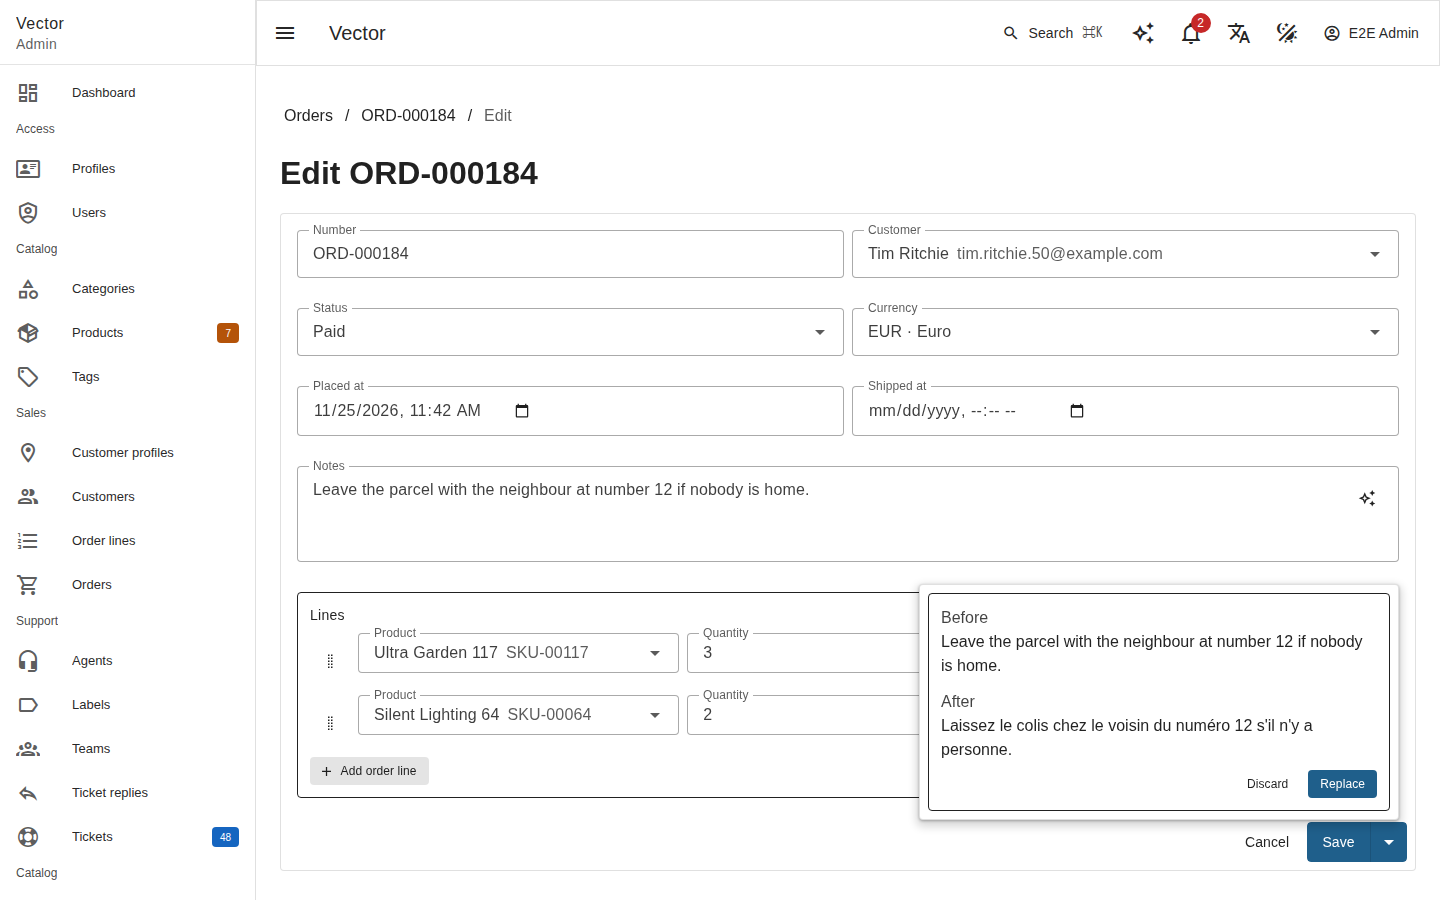 Vector
Admin
Dashboard
Access
Profiles
Users
Catalog
Categories
Products 7
Tags
Sales
Customer profiles
Customers
Order lines
Orders
Support
Agents
Labels
Teams
Ticket replies
Tickets 48
Catalog
Vector
Search ⌘K
2
E2E Admin
Orders / ORD-000184 / Edit
Edit ORD-000184
Number
ORD-000184
Customer
Tim Ritchie tim.ritchie.50@example.com
Status
Paid
Currency
EUR · Euro
Placed at
11/25/2026, 11:42 AM
Shipped at
mm/dd/yyyy, --:-- --
Notes
Leave the parcel with the neighbour at number 12 if nobody is home.
Lines
Product
Ultra Garden 117 SKU-00117
Quantity
3
Product
Silent Lighting 64 SKU-00064
Quantity
2
Add order line
Before
Leave the parcel with the neighbour at number 12 if nobody
is home.
After
Laissez le colis chez le voisin du numéro 12 s'il n'y a
personne.
Discard
Replace
Cancel
Save